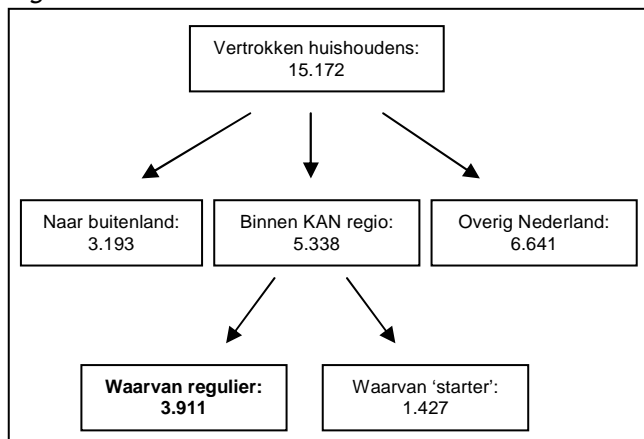 Vertrokken huishoudens:
15.172
Naar buitenland:
3.193
Binnen KAN regio:
5.338
Overig Nederland:
6.641
Waarvan regulier:
3.911
Waarvan ‘starter’:
1.427